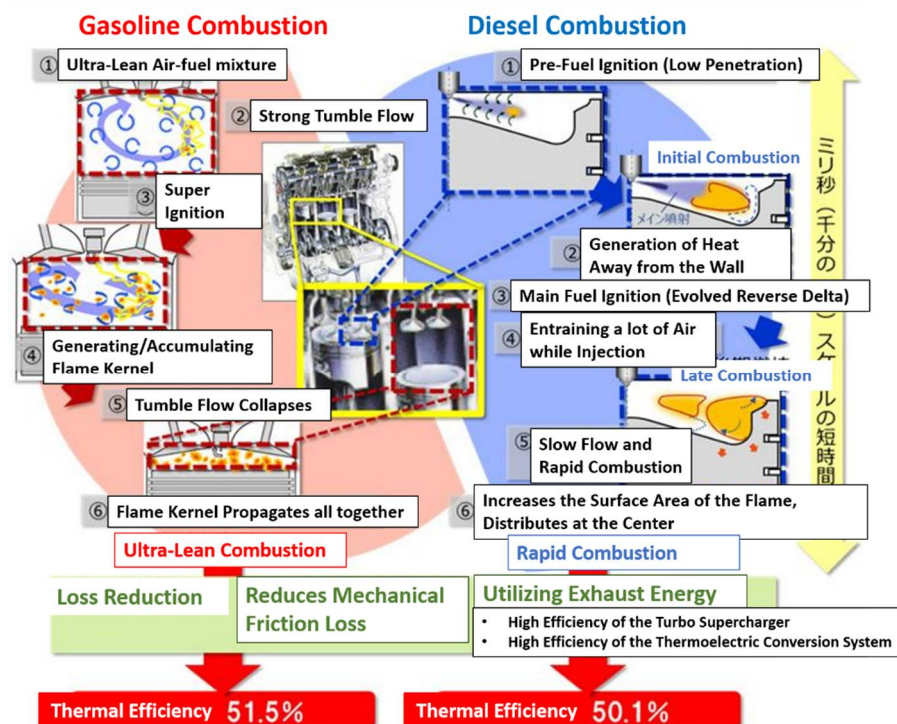 Gasoline Combustion
① Ultra-Lean Air-fuel mixture
② Strong Tumble Flow
③ Super
Ignition
④ Generating/Accumulating
Flame Kernel
⑤ Tumble Flow Collapses
⑥ Flame Kernel Propagates all together
Ultra-Lean Combustion
Diesel Combustion
① Pre-Fuel Ignition (Low Penetration)
Initial Combustion
メイン噴射
② Generation of Heat
Away from the Wall
③ Main Fuel Ignition (Evolved Reverse Delta)
④ Entraining a lot of Air
while Injection
Late Combustion
⑤ Slow Flow and
Rapid Combustion
⑥ Increases the Surface Area of the Flame,
Distributes at the Center
Rapid Combustion
ミリ秒(千分の
)スケ
ルの短時間
Loss Reduction
Reduces Mechanical
Friction Loss
Utilizing Exhaust Energy
• High Efficiency of the Turbo Supercharger
• High Efficiency of the Thermoelectric Conversion System
Thermal Efficiency 51.5%
Thermal Efficiency 50.1%